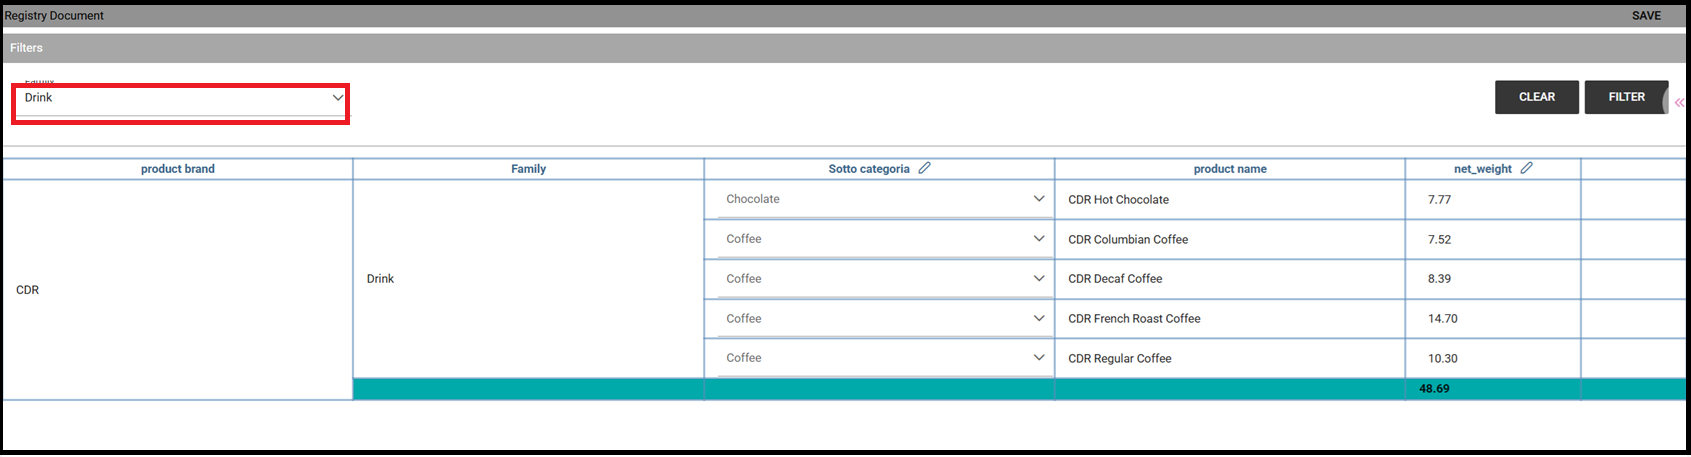 Registry Document SAVE
Filters
Family
Drink
CLEAR FILTER
product brand Family Sotto categoria product name net_weight
Chocolate CDR Hot Chocolate 7.77
Coffee CDR Columbian Coffee 7.52
CDR Drink Coffee CDR Decaf Coffee 8.39
Coffee CDR French Roast Coffee 14.70
Coffee CDR Regular Coffee 10.30
48.69